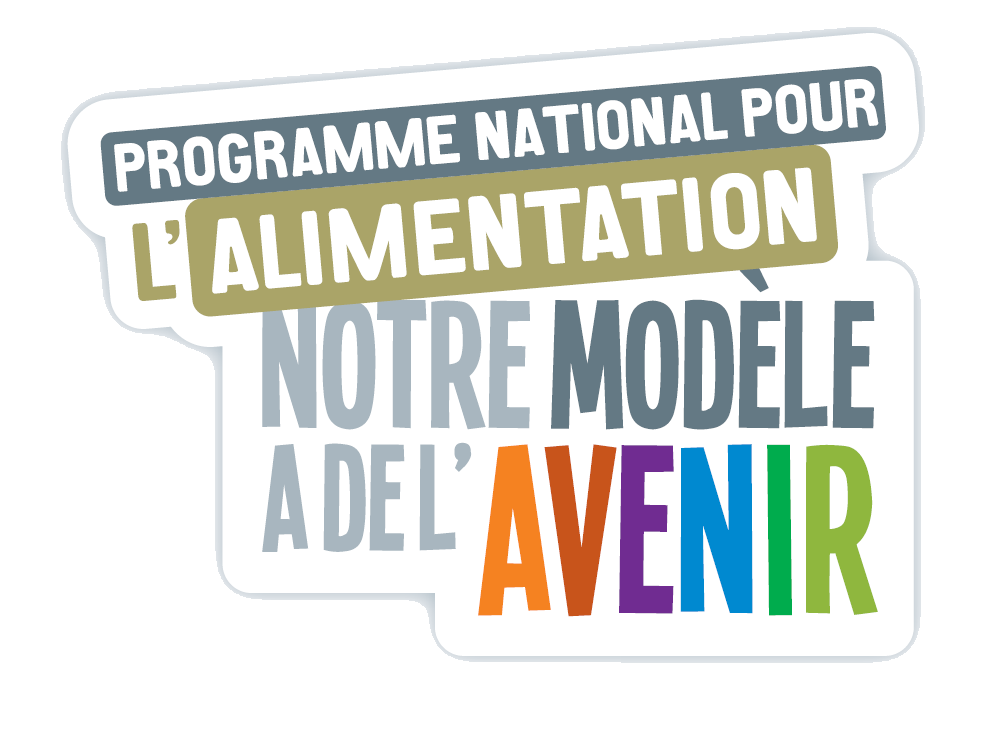 PROGRAMME NATIONAL POUR
L'ALIMENTATION
NOTRE MODÈLE
A DE L'AVENIR